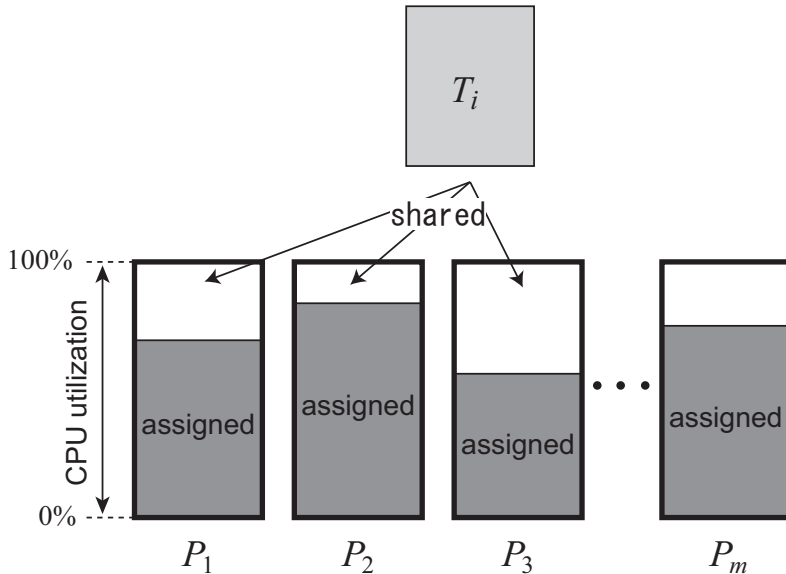 T_i
shared
100%
CPU utilization
assigned
assigned
assigned
assigned
0%
P_1
P_2
P_3
P_m